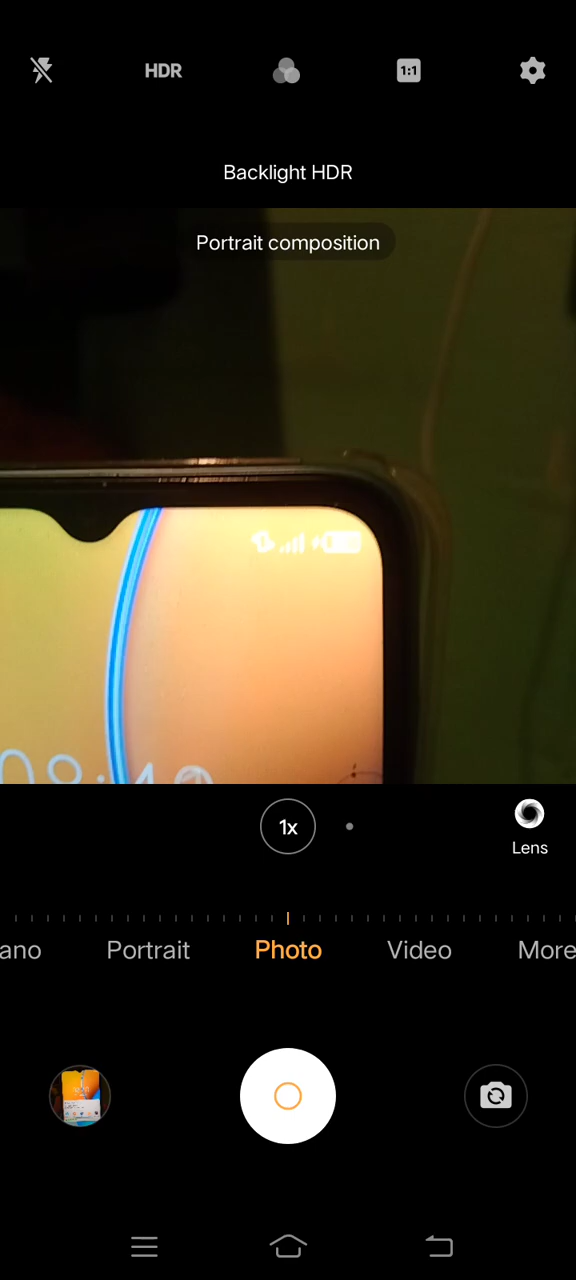 HDR
1:1
Backlight HDR
Portrait composition
1x
Lens
ano
Portrait
Photo
Video
More